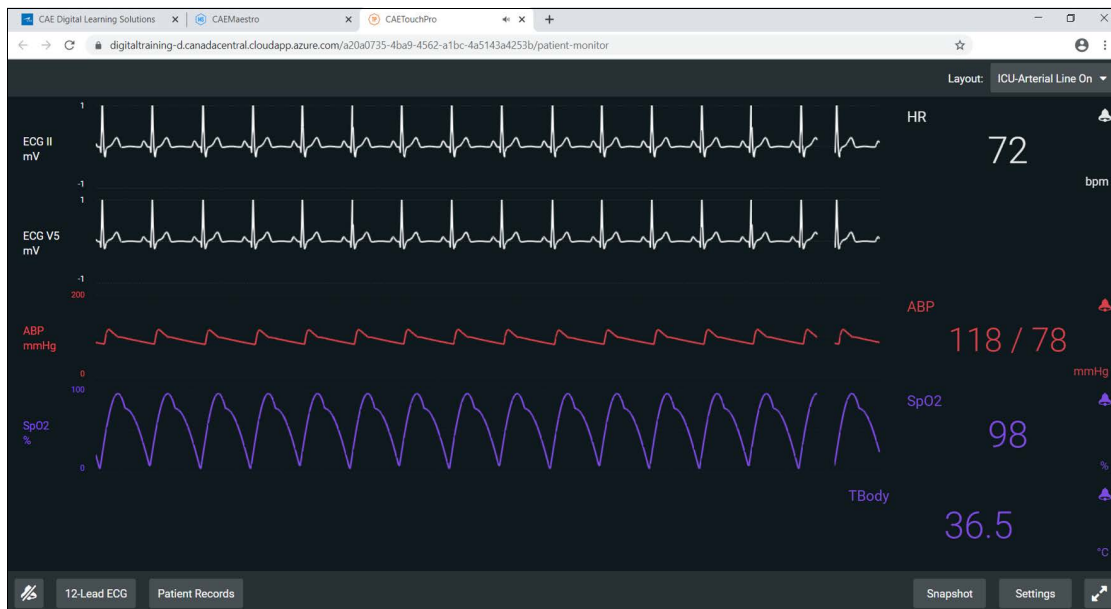 CAE Digital Learning Solutions
CAEMaestro
CAETouchPro
digitaltraining-d.canadacentral.cloudapp.azure.com/a20a0735-4ba9-4562-a1bc-4a5143a4253b/patient-monitor
Layout: ICU-Arterial Line On
1
ECG II
mV
-1
HR
72
bpm
1
ECG V5
mV
-1
200
ABP
mmHg
0
ABP
118 / 78
mmHg
100
SpO2
%
0
SpO2
98
%
TBody
36.5
°C
12-Lead ECG
Patient Records
Snapshot
Settings